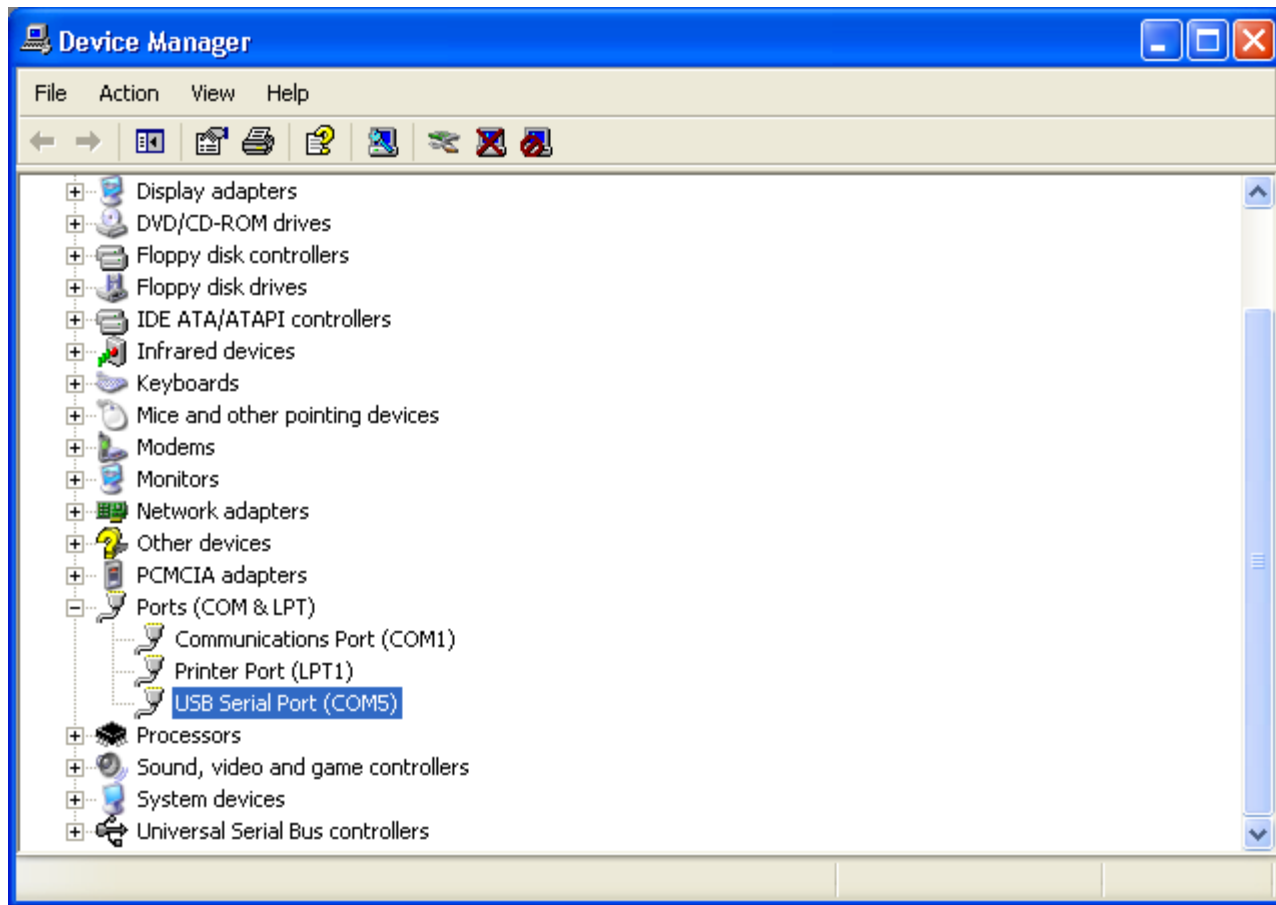 Device Manager
File Action View Help
Display adapters
DVD/CD-ROM drives
Floppy disk controllers
Floppy disk drives
IDE ATA/ATAPI controllers
Infrared devices
Keyboards
Mice and other pointing devices
Modems
Monitors
Network adapters
Other devices
PCMCIA adapters
Ports (COM & LPT)
Communications Port (COM1)
Printer Port (LPT1)
USB Serial Port (COM5)
Processors
Sound, video and game controllers
System devices
Universal Serial Bus controllers